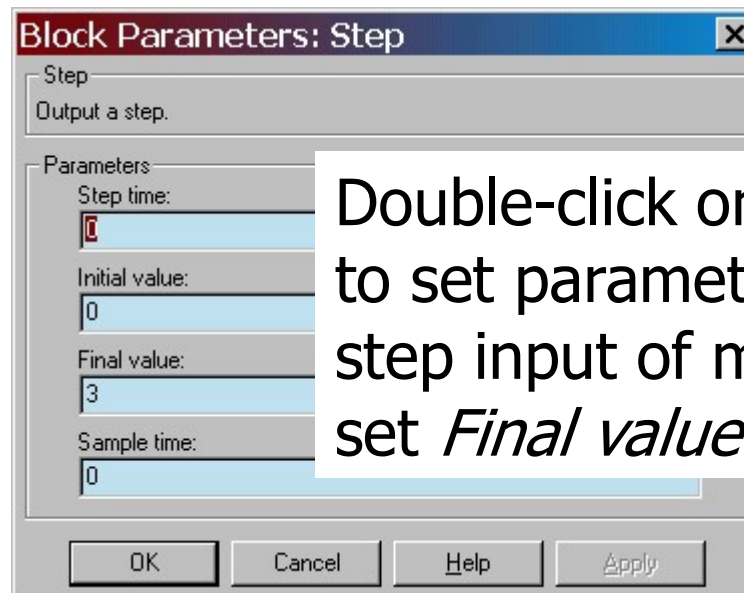 Block Parameters: Step
Step
Output a step.
Parameters
Step time:
0
Initial value:
0
Final value:
3
Sample time:
0
Double-click
to set
step input of
set Final value
OK Cancel Help Apply